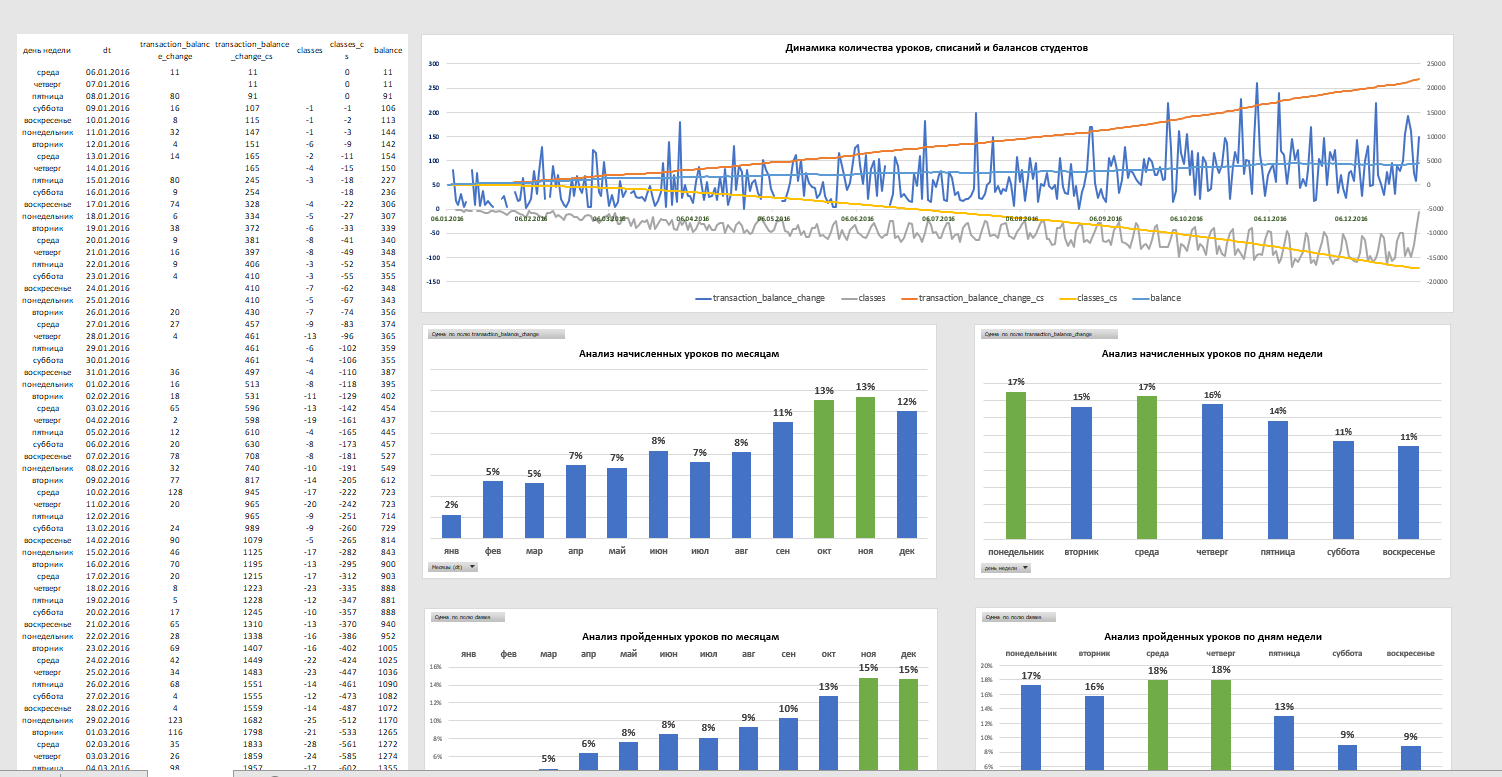 день недели dt transaction_balanc transaction_balance classes classes_c balance
e_change _change_cs s
среда 06.01.2016 11 11 0 11
четверг 07.01.2016 11 0 11
пятница 08.01.2016 80 91 0 91
суббота 09.01.2016 16 107 -1 -1 106
воскресенье 10.01.2016 8 115 -1 -2 113
понедельник 11.01.2016 32 147 -1 -3 144
вторник 12.01.2016 4 151 -6 -9 142
среда 13.01.2016 14 165 -2 -11 154
четверг 14.01.2016 165 -4 -15 150
пятница 15.01.2016 80 245 -3 -18 227
суббота 16.01.2016 9 254 -18 236
воскресенье 17.01.2016 74 328 -4 -22 306
понедельник 18.01.2016 6 334 -5 -27 307
вторник 19.01.2016 38 372 -6 -33 339
среда 20.01.2016 9 381 -8 -41 340
четверг 21.01.2016 16 397 -8 -49 348
пятница 22.01.2016 9 406 -3 -52 354
суббота 23.01.2016 4 410 -3 -55 355
воскресенье 24.01.2016 410 -7 -62 348
понедельник 25.01.2016 410 -5 -67 343
вторник 26.01.2016 20 430 -7 -74 356
среда 27.01.2016 27 457 -9 -83 374
четверг 28.01.2016 4 461 -13 -96 365
пятница 29.01.2016 461 -6 -102 359
суббота 30.01.2016 461 -4 -106 355
воскресенье 31.01.2016 36 497 -4 -110 387
понедельник 01.02.2016 16 513 -8 -118 395
вторник 02.02.2016 18 531 -11 -129 402
среда 03.02.2016 65 596 -13 -142 454
четверг 04.02.2016 2 598 -19 -161 437
пятница 05.02.2016 12 610 -4 -165 445
суббота 06.02.2016 20 630 -8 -173 457
воскресенье 07.02.2016 78 708 -8 -181 527
понедельник 08.02.2016 32 740 -10 -191 549
вторник 09.02.2016 77 817 -14 -205 612
среда 10.02.2016 128 945 -17 -222 723
четверг 11.02.2016 20 965 -20 -242 723
пятница 12.02.2016 965 -9 -251 714
суббота 13.02.2016 24 989 -9 -260 729
воскресенье 14.02.2016 90 1079 -5 -265 814
понедельник 15.02.2016 46 1125 -17 -282 843
вторник 16.02.2016 70 1195 -13 -295 900
среда 17.02.2016 20 1215 -17 -312 903
четверг 18.02.2016 8 1223 -23 -335 888
пятница 19.02.2016 5 1228 -12 -347 881
суббота 20.02.2016 17 1245 -10 -357 888
воскресенье 21.02.2016 65 1310 -13 -370 940
понедельник 22.02.2016 28 1338 -16 -386 952
вторник 23.02.2016 69 1407 -16 -402 1005
среда 24.02.2016 42 1449 -22 -424 1025
четверг 25.02.2016 34 1483 -23 -447 1036
пятница 26.02.2016 68 1551 -14 -461 1090
суббота 27.02.2016 4 1555 -12 -473 1082
воскресенье 28.02.2016 4 1559 -14 -487 1072
понедельник 29.02.2016 123 1682 -25 -512 1170
вторник 01.03.2016 116 1798 -21 -533 1265
среда 02.03.2016 35 1833 -28 -561 1272
четверг 03.03.2016 26 1859 -24 -585 1274
пятница 04.03.2016 98 1957 -17 -602 1355
Динамика количества уроков, списаний и балансов студентов
300 25000
250 20000
200 15000
150 10000
100 5000
50 0
0 -5000
06.01.2016 06.02.2016 06.03.2016 06.04.2016 06.05.2016 06.06.2016 06.07.2016 06.08.2016 06.09.2016 06.10.2016 06.11.2016 06.12.2016
-50 -10000
-100 -15000
-150 -20000
transaction_balance_change classes transaction_balance_change_cs classes_cs balance
Сумма по полю transaction_balance_change
Анализ начисленных уроков по месяцам
2% 5% 5% 7% 7% 8% 7% 8% 11% 13% 13% 12%
янв фев мар апр май июн июл авг сен окт ноя дек
Месяцы (dt)
Сумма по полю transaction_balance_change
Анализ начисленных уроков по дням недели
17% 15% 17% 16% 14% 11% 11%
понедельник вторник среда четверг пятница суббота воскресенье
день недели
Сумма по полю classes
Анализ пройденных уроков по месяцам
янв фев мар апр май июн июл авг сен окт ноя дек
16%
14%
12%
10%
8%
6%
5% 6% 8% 8% 8% 9% 10% 13% 15% 15%
Сумма по полю classes
Анализ пройденных уроков по дням недели
понедельник вторник среда четверг пятница суббота воскресенье
20%
18%
16%
14%
12%
10%
8%
6%
17% 16% 18% 18% 13% 9% 9%